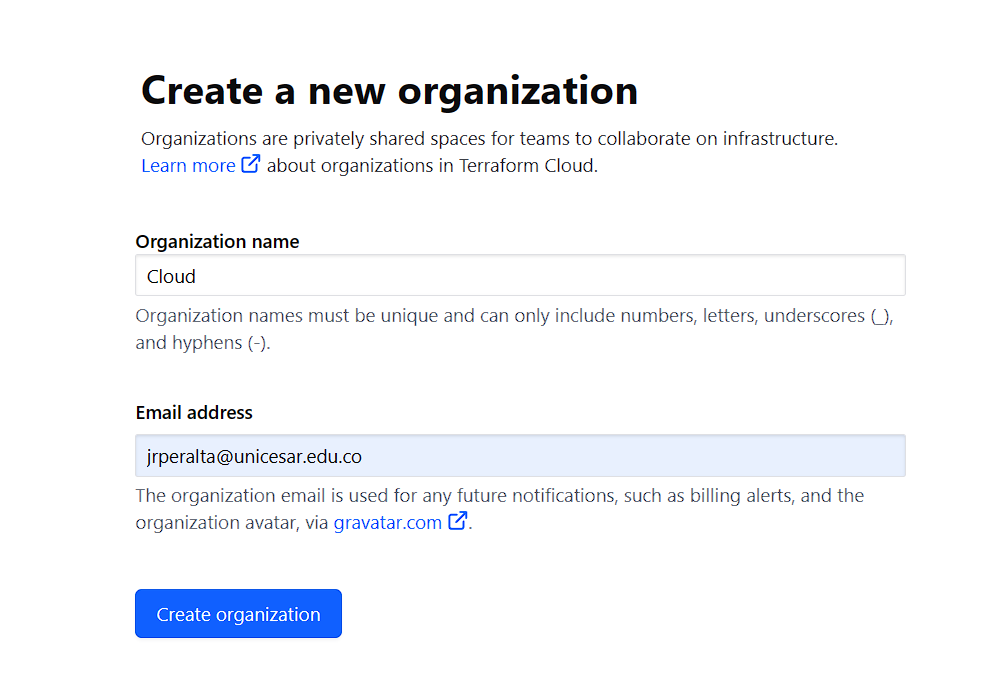 Create a new organization
Organizations are privately shared spaces for teams to collaborate on infrastructure.
Learn more about organizations in Terraform Cloud.
Organization name
Cloud
Organization names must be unique and can only include numbers, letters, underscores (_),
and hyphens (-).
Email address
jrperalta@unicesar.edu.co
The organization email is used for any future notifications, such as billing alerts, and the
organization avatar, via gravatar.com.
Create organization